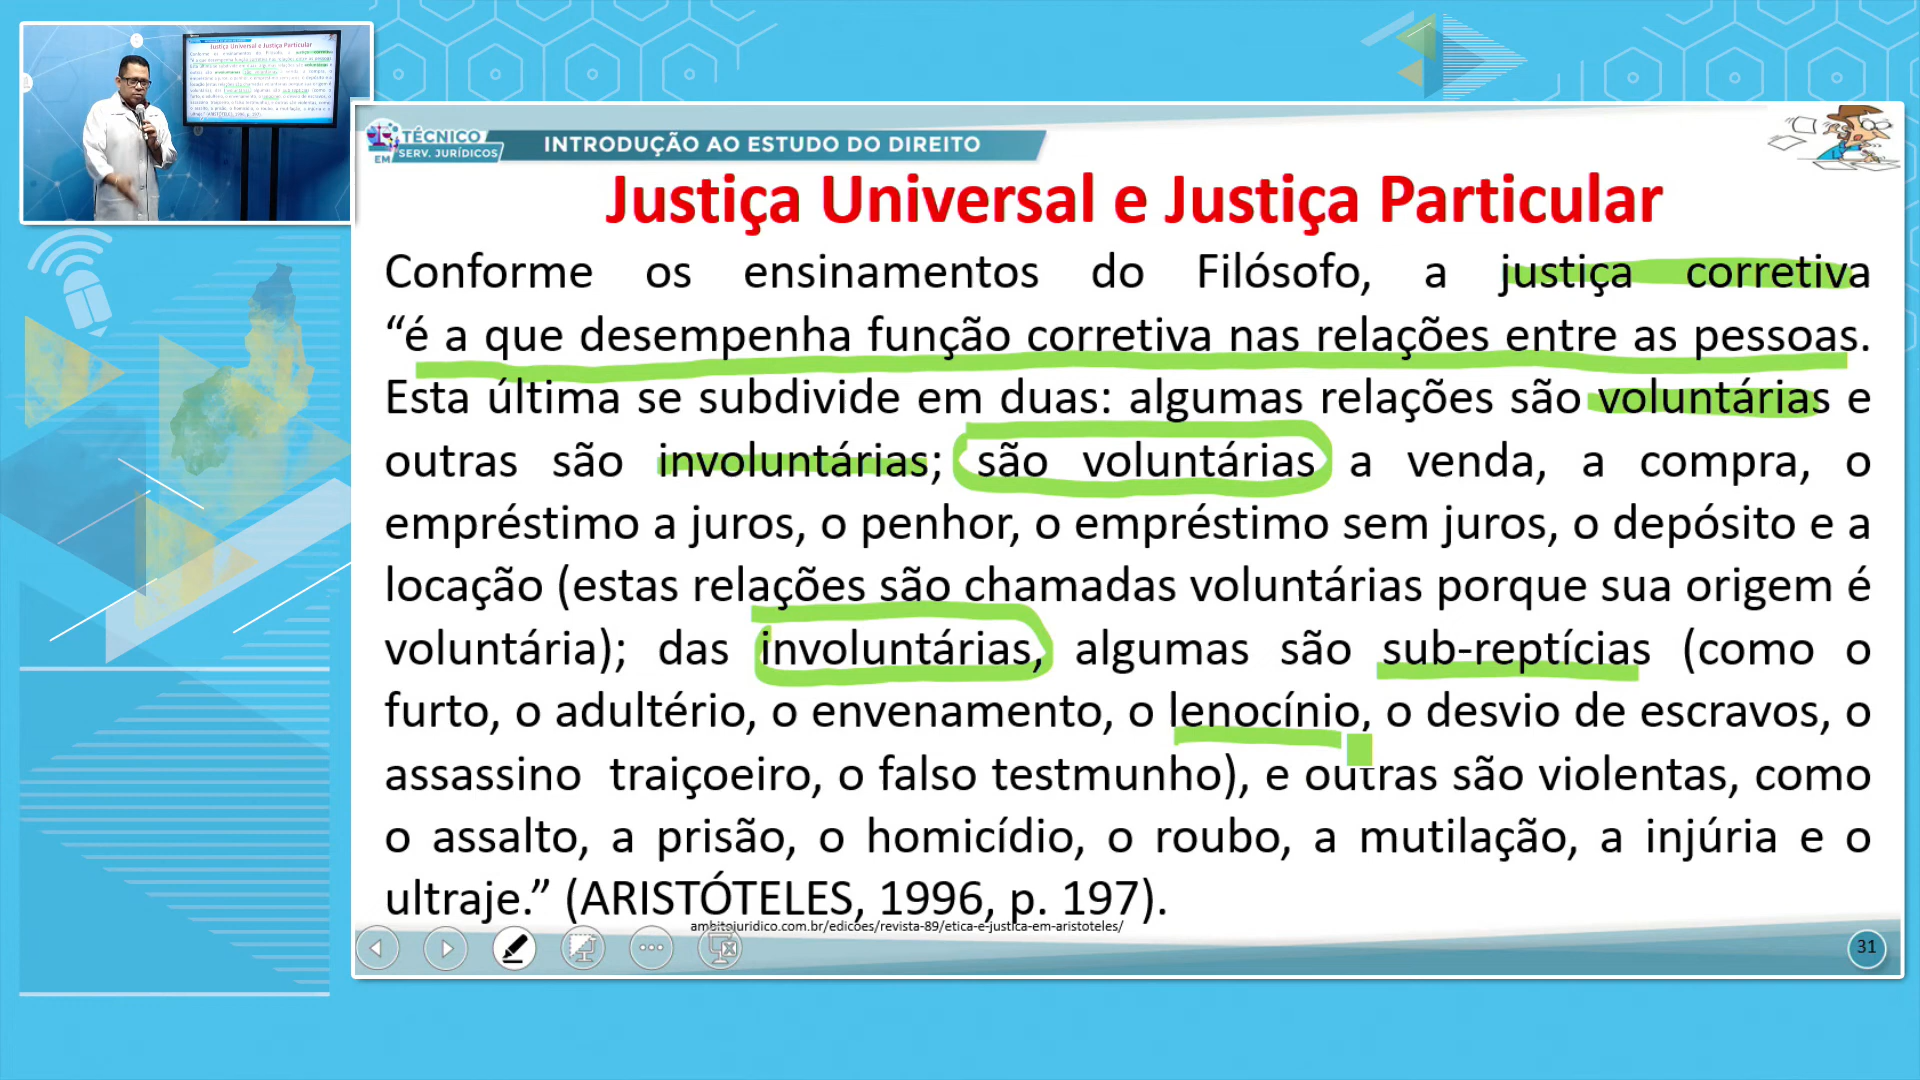 TÉCNICO
EM SERV. JURÍDICOS
INTRODUÇÃO AO ESTUDO DO DIREITO
Justiça Universal e Justiça Particular
Conforme os ensinamentos do Filósofo, a justiça corretiva
“é a que desempenha função corretiva nas relações entre as pessoas.
Esta última se subdivide em duas: algumas relações são voluntárias e
outras são involuntárias; são voluntárias a venda, a compra, o
empréstimo a juros, o penhor, o empréstimo sem juros, o depósito e a
locação (estas relações são chamadas voluntárias porque sua origem é
voluntária); das involuntárias, algumas são sub-reptícias (como o
furto, o adultério, o envenamento, o lenocínio, o desvio de escravos, o
assassino traiçoeiro, o falso testmunho), e outras são violentas, como
o assalto, a prisão, o homicídio, o roubo, a mutilação, a injúria e o
ultraje.” (ARISTÓTELES, 1996, p. 197).
ambitojuridico.com.br/edicoes/revista-89/etica-e-justica-em-aristoteles/
31